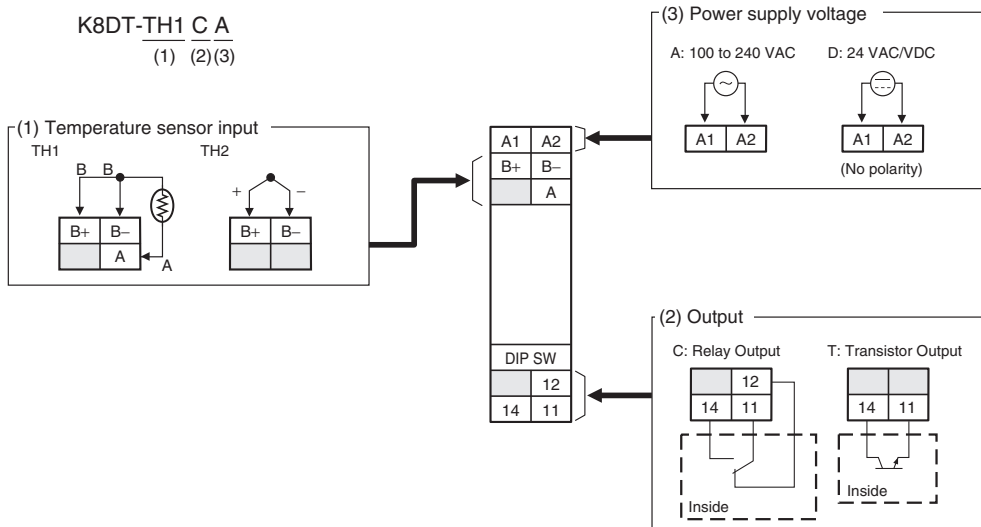 K8DT-TH1 C A
(1) (2) (3)
(1) Temperature sensor input
TH1
TH2
B B
+ −
B+ B−
A
A
B+ B−
A1 A2
B+ B−
A
DIP SW
12
14 11
(3) Power supply voltage
A: 100 to 240 VAC
D: 24 VAC/VDC
A1 A2
A1 A2
(No polarity)
(2) Output
C: Relay Output
T: Transistor Output
12
14 11
14 11
Inside
Inside